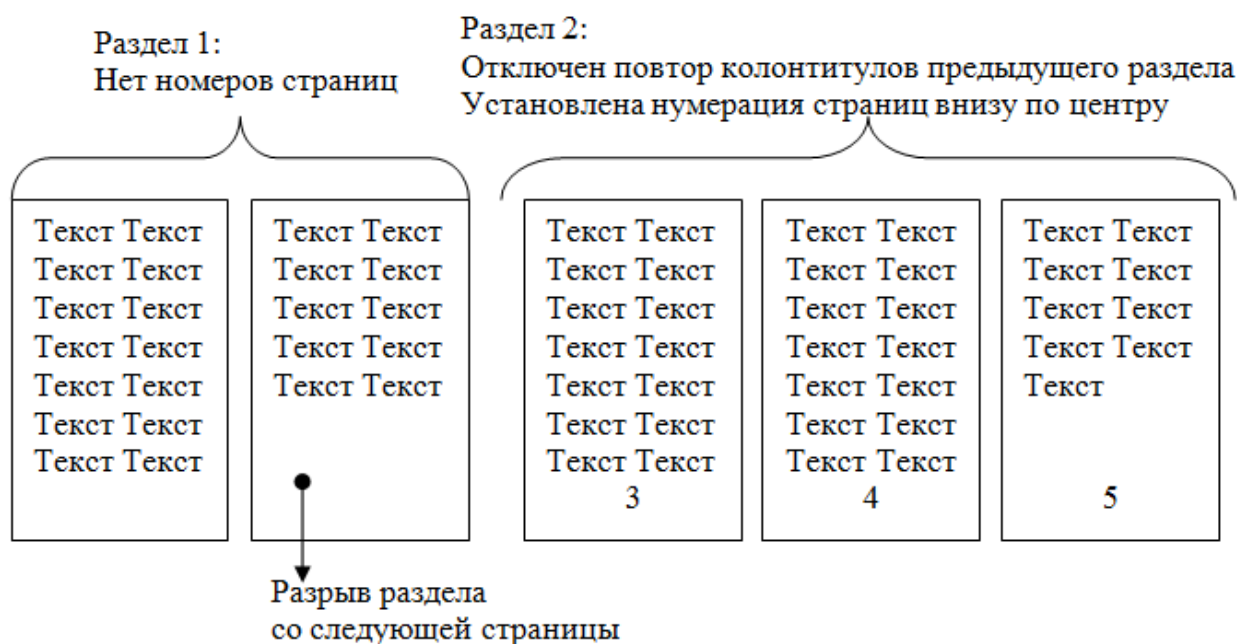 Раздел 1:
Нет номеров страниц
Раздел 2:
Отключен повтор колонтитулов предыдущего раздела
Установлена нумерация страниц внизу по центру
Текст Текст
Текст Текст
Текст Текст
Текст Текст
Текст Текст
Текст Текст
Текст Текст
Текст Текст
Текст Текст
Текст Текст
Текст Текст
Текст Текст
Разрыв раздела
со следующей страницы
Текст Текст
Текст Текст
Текст Текст
Текст Текст
Текст Текст
Текст Текст
Текст Текст
3
Текст Текст
Текст Текст
Текст Текст
Текст Текст
Текст Текст
Текст Текст
Текст Текст
4
Текст Текст
Текст Текст
Текст Текст
Текст Текст
Текст
5